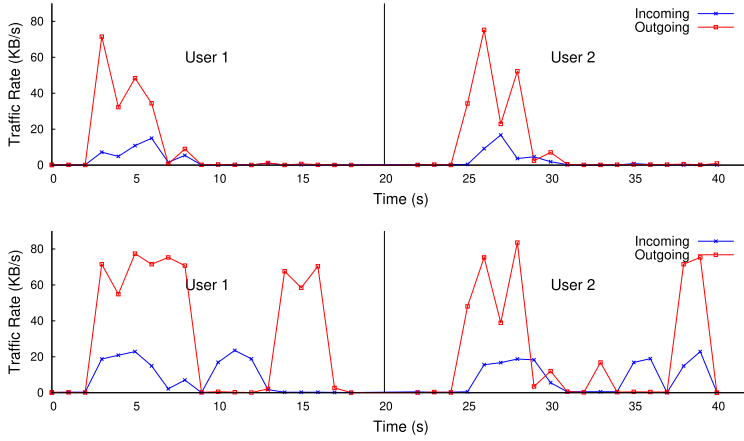 Traffic Rate (KB/s)
80
60
40
20
0
User 1
User 2
Incoming
Outgoing
0 5 10 15 20 25 30 35 40
Time (s)
Traffic Rate (KB/s)
80
60
40
20
0
User 1
User 2
Incoming
Outgoing
0 5 10 15 20 25 30 35 40
Time (s)